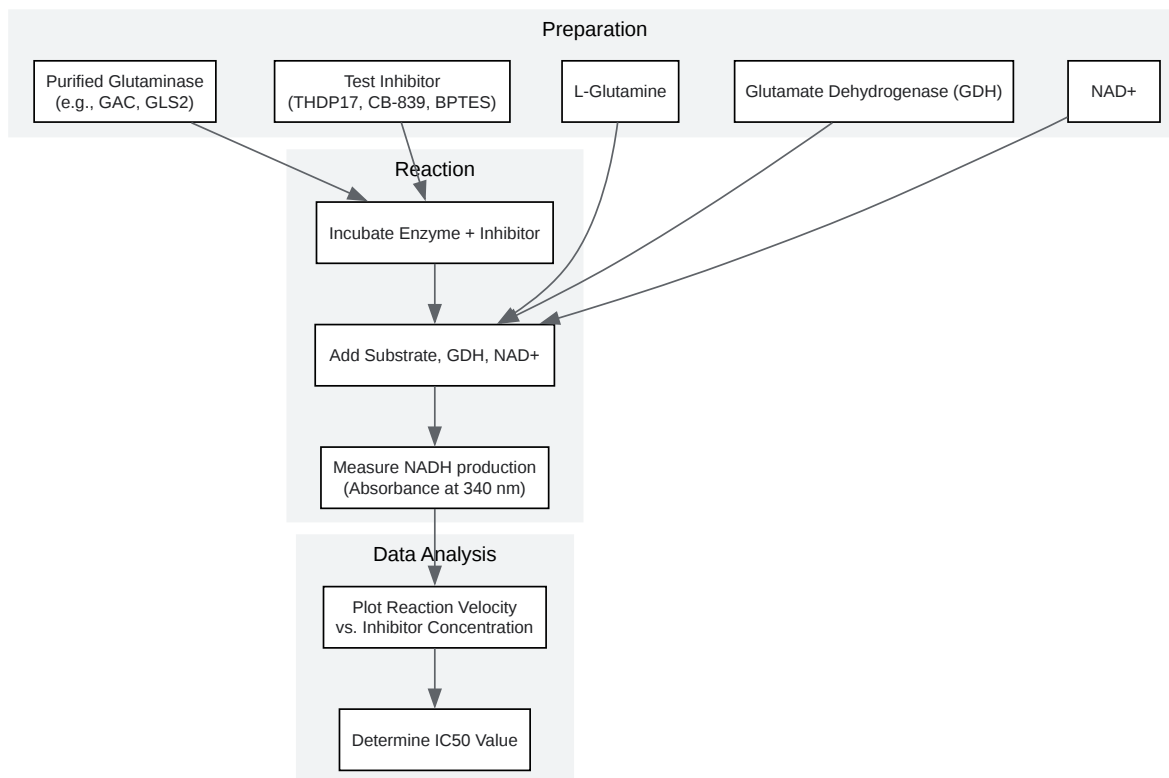 Preparation
Purified Glutaminase
(e.g., GAC, GLS2)
Test Inhibitor
(THDP17, CB-839, BPTES)
L-Glutamine
Glutamate Dehydrogenase (GDH)
NAD+
Reaction
Incubate Enzyme + Inhibitor
Add Substrate, GDH, NAD+
Measure NADH production
(Absorbance at 340 nm)
Data Analysis
Plot Reaction Velocity
vs. Inhibitor Concentration
Determine IC50 Value